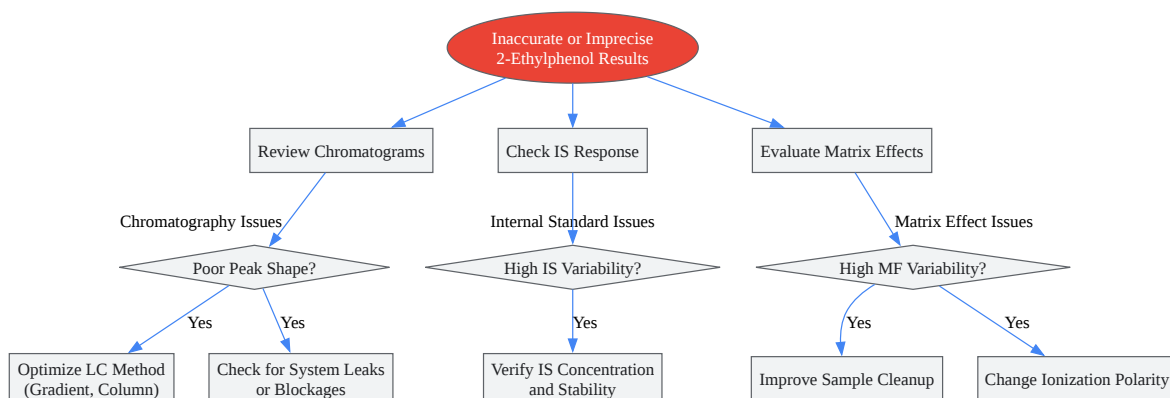 Inaccurate or Imprecise
2-Ethylphenol Results
Review Chromatograms
Check IS Response
Evaluate Matrix Effects
Chromatography Issues
Internal Standard Issues
Matrix Effect Issues
Poor Peak Shape?
High IS Variability?
High MF Variability?
Yes
Yes
Yes
Yes
Yes
Optimize LC Method
(Gradient, Column)
Check for System Leaks
or Blockages
Verify IS Concentration
and Stability
Improve Sample Cleanup
Change Ionization Polarity